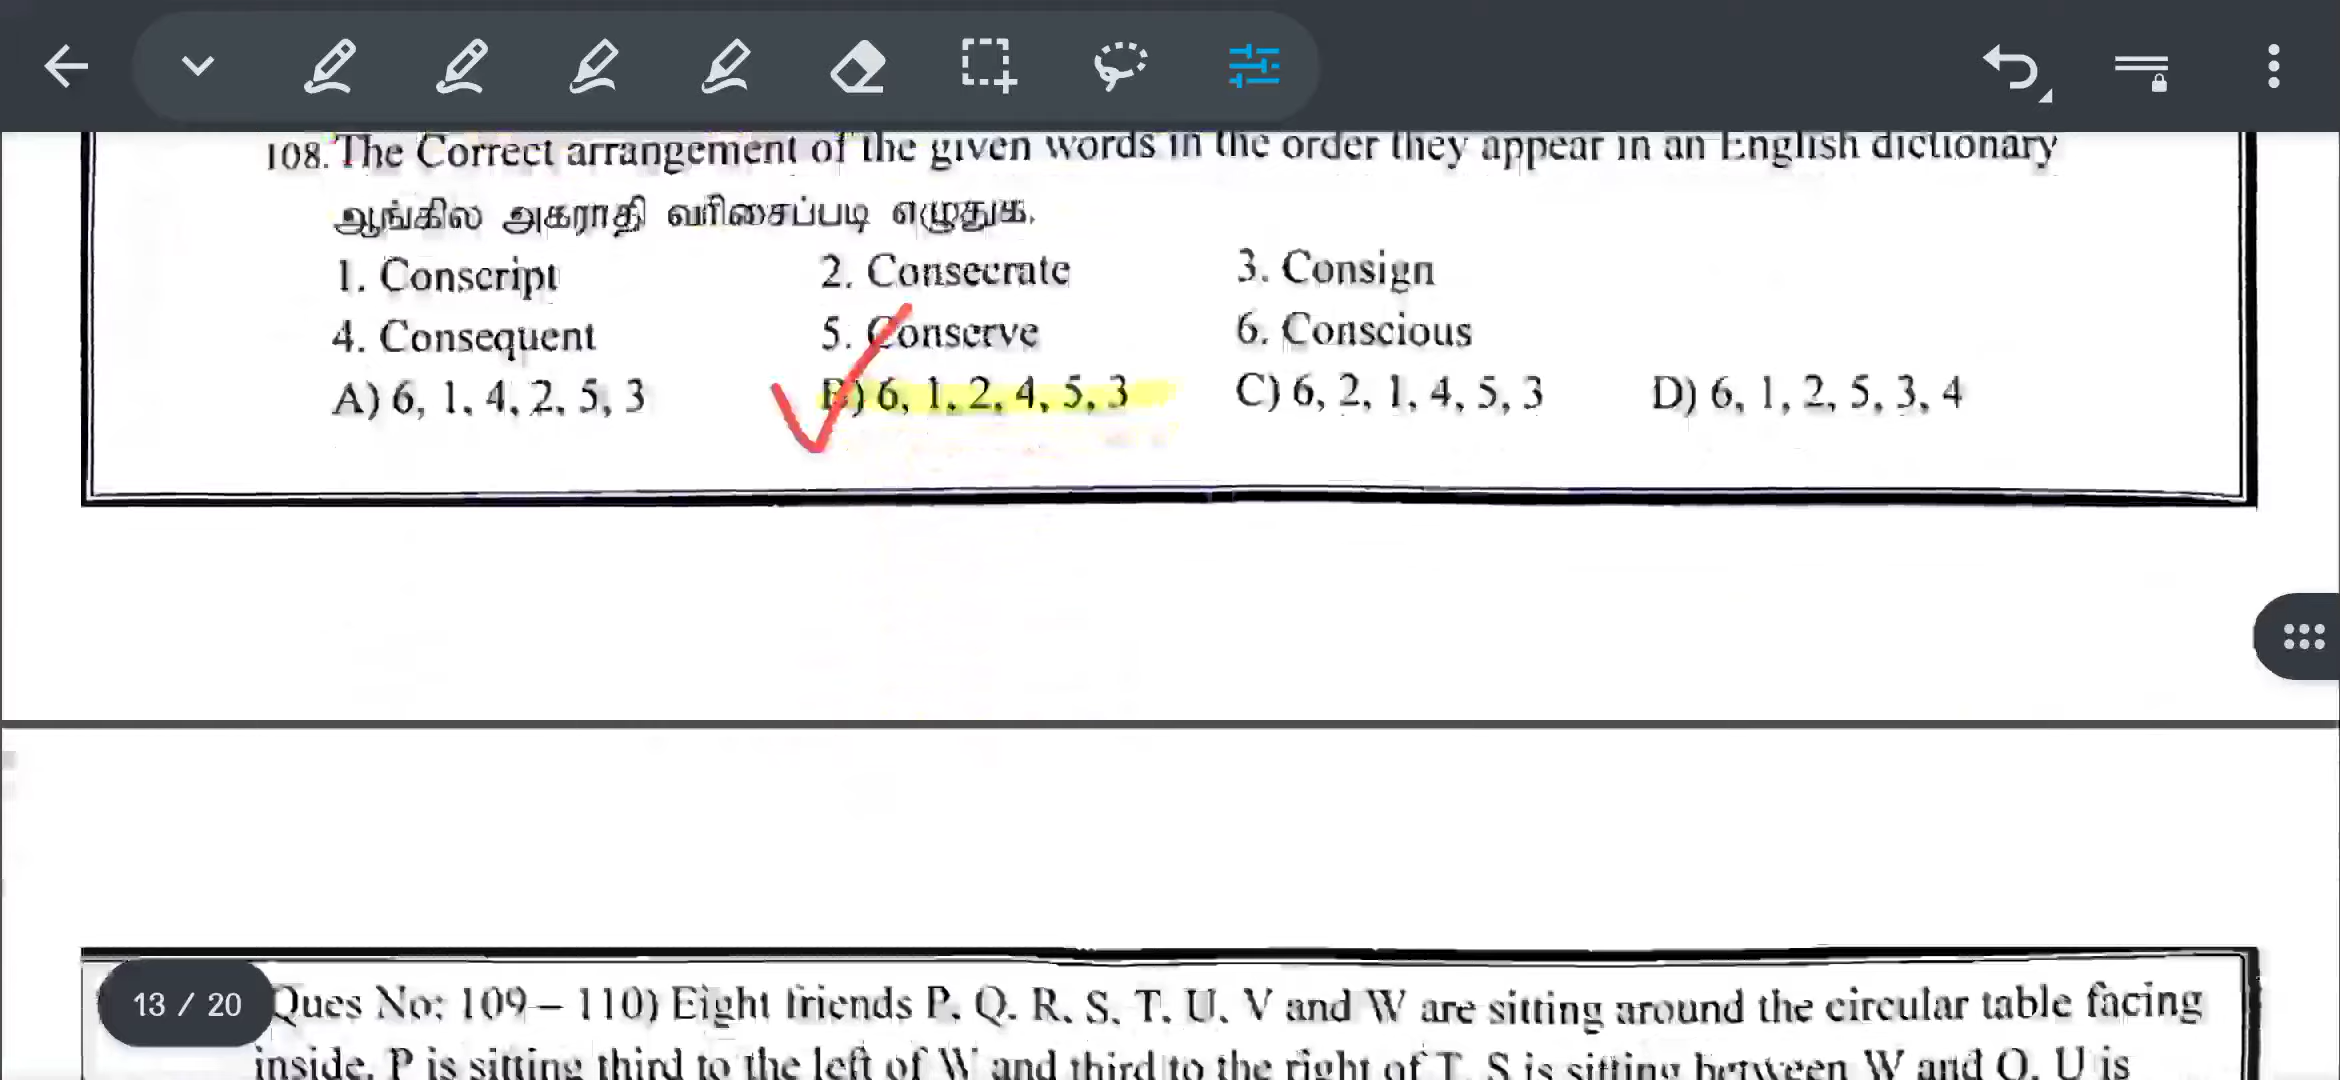 108. The Correct arrangement of the given words in the order they appear in an English dictionary
ஆங்கில அகராதி வரிசைப்படி எழுதுக.
1. Conscript 2. Consecrate 3. Consign
4. Consequent 5. Conserve 6. Conscious
A) 6, 1, 4, 2, 5, 3 B) 6, 1, 2, 4, 5, 3 C) 6, 2, 1, 4, 5, 3 D) 6, 1, 2, 5, 3, 4
13 / 20
Ques No: 109 – 110) Eight friends P, Q, R, S, T, U, V and W are sitting around the circular table facing
inside. P is sitting third to the left of W and third to the right of T. S is sitting between W and Q. U is